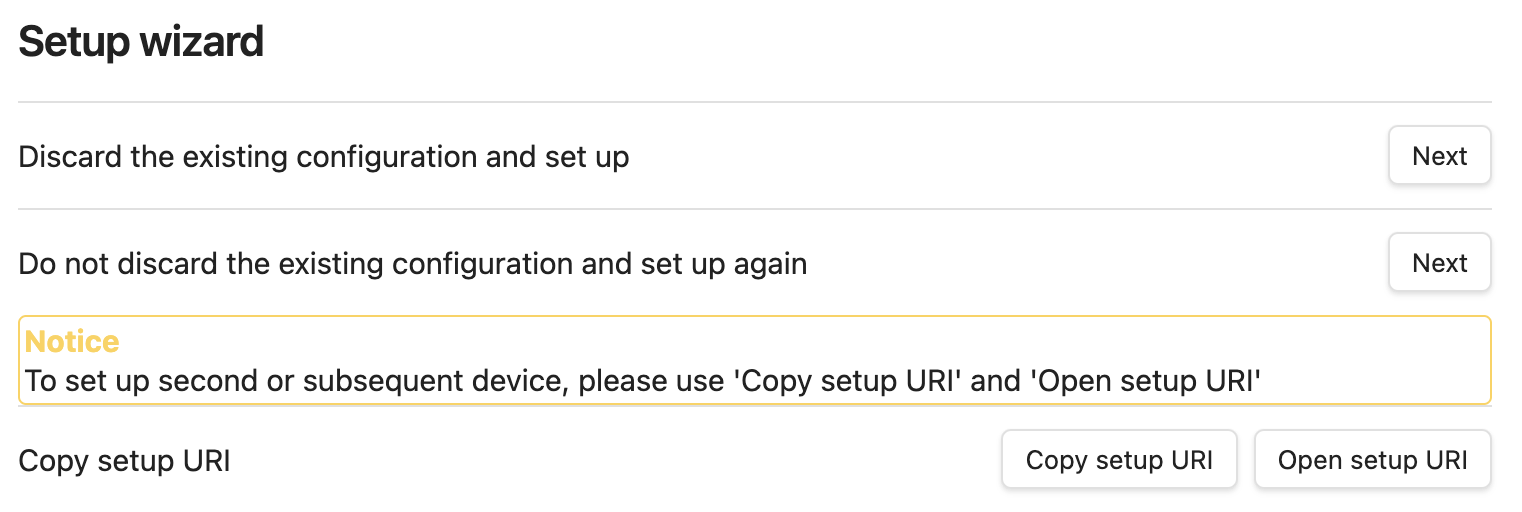 Setup wizard
Discard the existing configuration and set up
Next
Do not discard the existing configuration and set up again
Next
Notice
To set up second or subsequent device, please use 'Copy setup URI' and 'Open setup URI'
Copy setup URI
Copy setup URI
Open setup URI